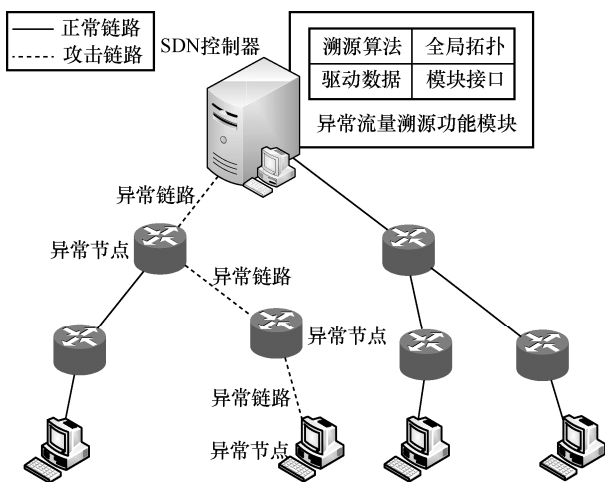 正常链路
攻击链路
SDN控制器
溯源算法
全局拓扑
驱动数据
模块接口
异常流量溯源功能模块
异常链路
异常节点
异常链路
异常节点
异常链路
异常节点